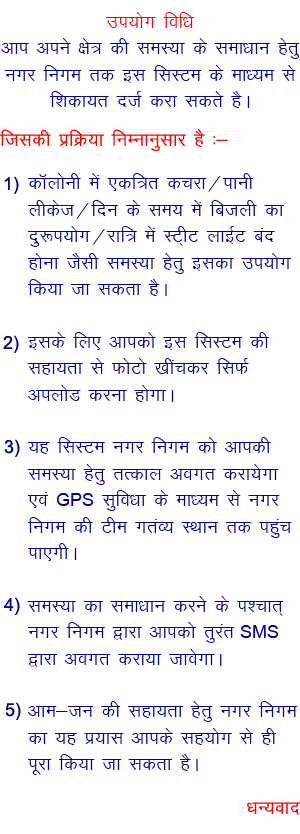 उपयोग विधि
आप अपने क्षेत्र की समस्या के समाधान हेतु
नगर निगम तक इस सिस्टम के माध्यम से
शिकायत दर्ज करा सकते है।
जिसकी प्रक्रिया निम्नानुसार है :–
1) कॉलोनी में एकत्रित कचरा/पानी
लीकेज/दिन के समय में बिजली का
दुरूपयोग/रात्रि में स्टी्ट लाईट बंद
होना जैसी समस्या हेतु इसका उपयोग
किया जा सकता है।
2) इसके लिए आपको इस सिस्टम की
सहायता से फोटो खींचकर सिर्फ
अपलोड करना होगा।
3) यह सिस्टम नगर निगम को आपकी
समस्या हेतु तत्काल अवगत करायेगा
एवं GPS सुविधा के माध्यम से नगर
निगम की टीम गतंव्य स्थान तक पहुंच
पाएगी।
4) समस्या का समाधान करने के पश्चात्
नगर निगम द्वारा आपको तुरंत SMS
द्वारा अवगत कराया जावेगा।
5) आम–जन की सहायता हेतु नगर निगम
का यह प्रयास आपके सहयोग से ही
पूरा किया जा सकता है।
धन्यवाद